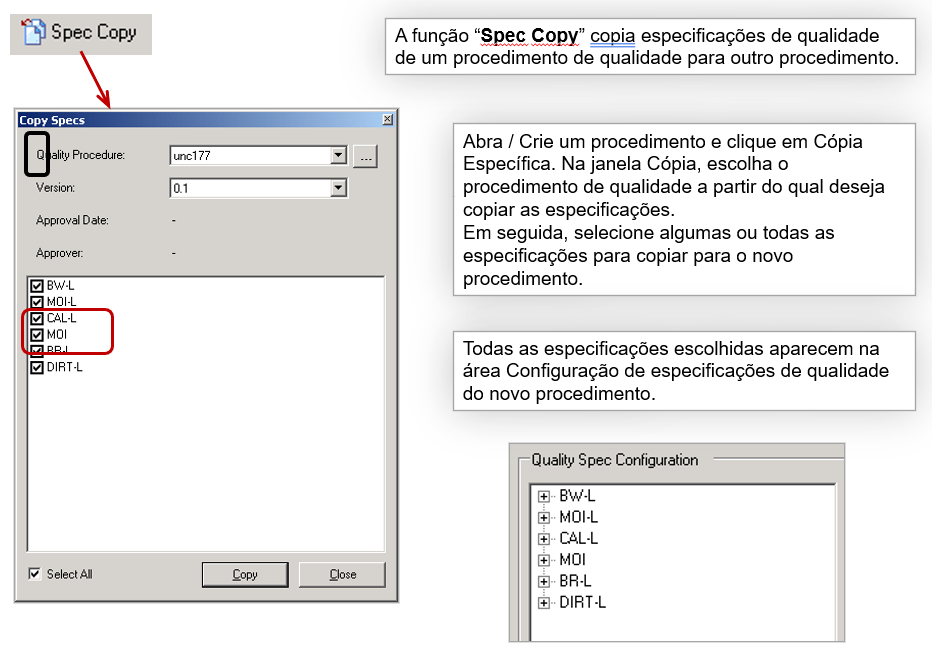 Spec Copy
A função “Spec Copy” copia especificações de qualidade
de um procedimento de qualidade para outro procedimento.
Copy Specs
Quality Procedure:
unc177
...
Version:
0.1
Approval Date:
-
Approver:
-
BW-L
MOI-L
CAL-L
MOI
BR-L
DIRT-L
Select All
Copy
Close
Abra / Crie um procedimento e clique em Cópia
Específica. Na janela Cópia, escolha o
procedimento de qualidade a partir do qual deseja
copiar as especificações.
Em seguida, selecione algumas ou todas as
especificações para copiar para o novo
procedimento.
Todas as especificações escolhidas aparecem na
área Configuração de especificações de qualidade
do novo procedimento.
Quality Spec Configuration
BW-L
MOI-L
CAL-L
MOI
BR-L
DIRT-L